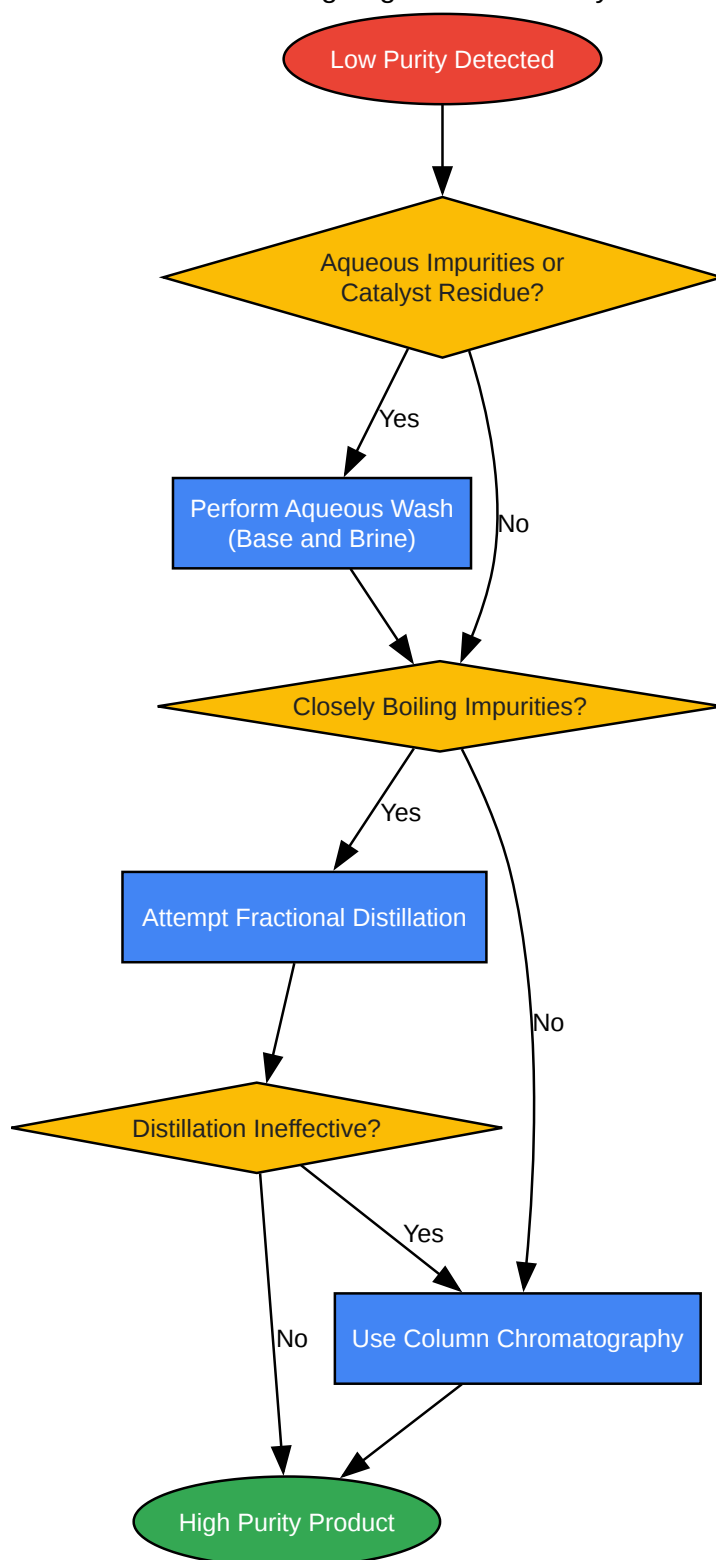 Low Purity Detected
Aqueous Impurities or
Catalyst Residue?
Yes
Perform Aqueous Wash
(Base and Brine)
No
Closely Boiling Impurities?
Yes
Attempt Fractional Distillation
No
Distillation Ineffective?
Yes
No
Use Column Chromatography
High Purity Product